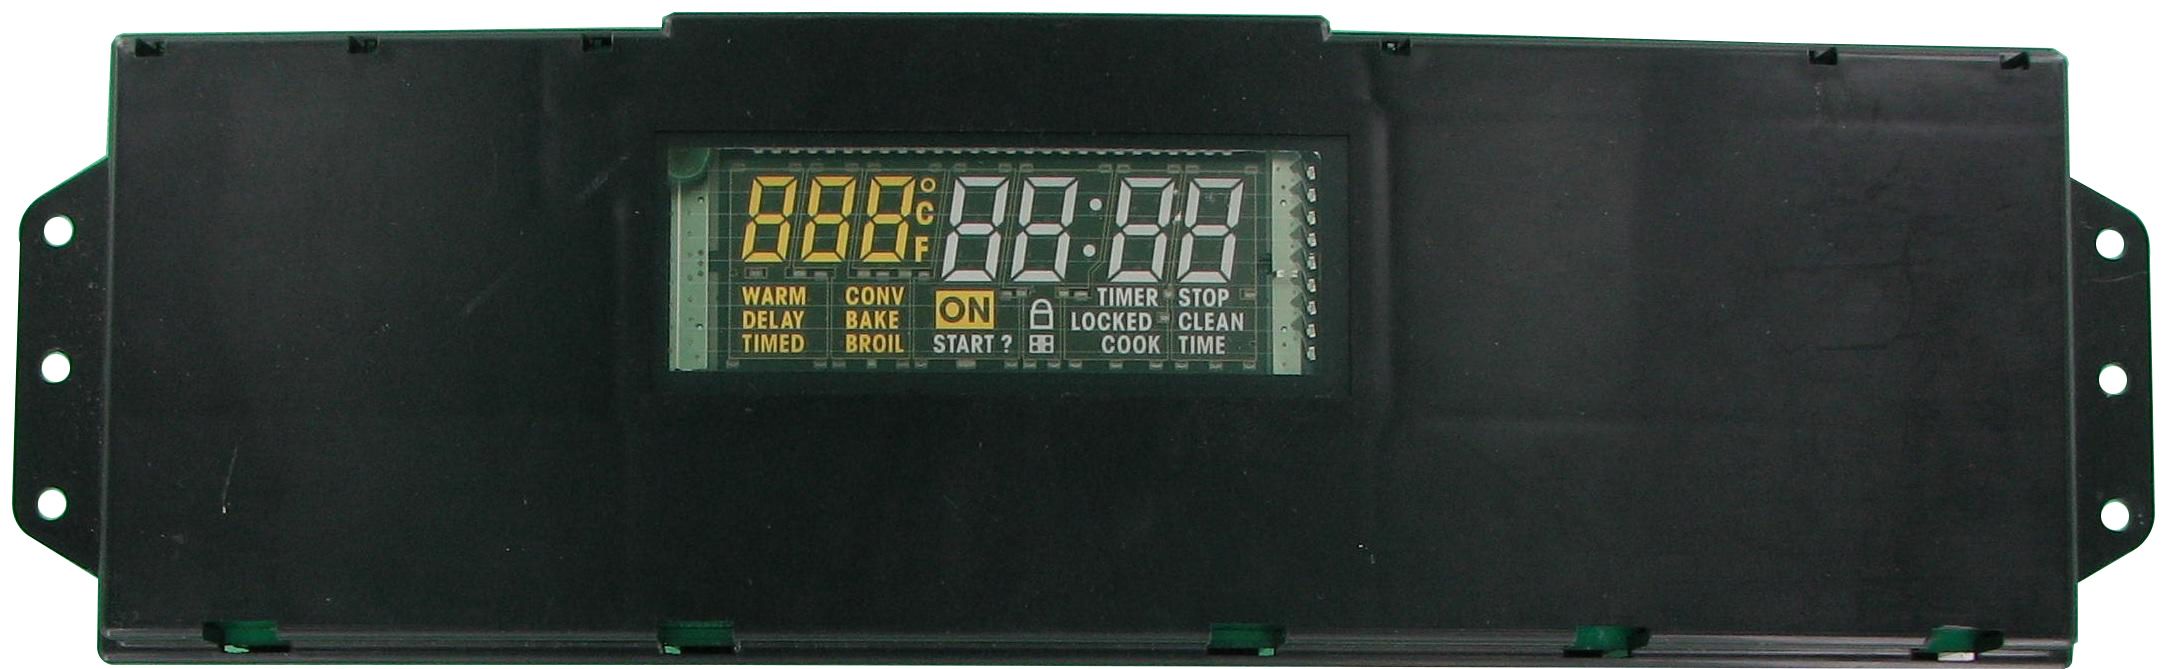 888°C F 88:88
WARM CONV ON TIMER STOP
DELAY BAKE LOCKED CLEAN
TIMED BROIL START ? COOK TIME